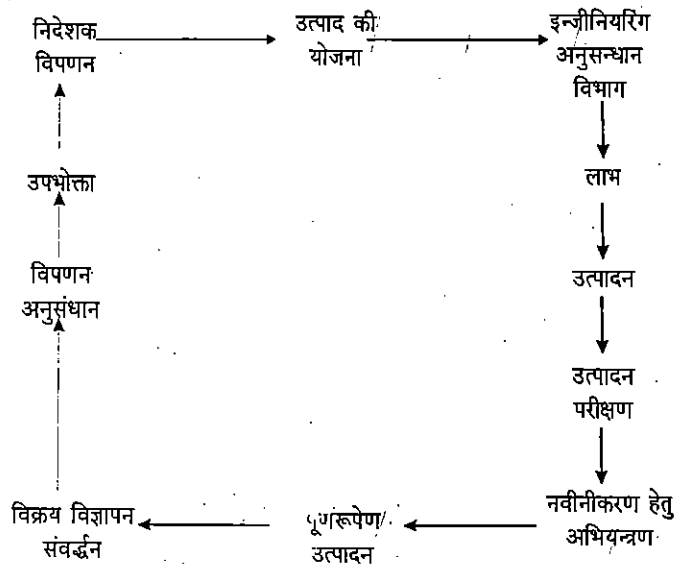 निदेशक
विपणन
उत्पाद की
योजना
इन्जीनियरिंग
अनुसन्धान
विभाग
लाभ
उत्पादन
उत्पादन
परीक्षण
नवीनीकरण हेतु
अभियन्त्रण
पूर्णरूपेण
उत्पादन
विक्रय विज्ञापन
संवर्द्धन
विपणन
अनुसंधान
उपभोक्ता